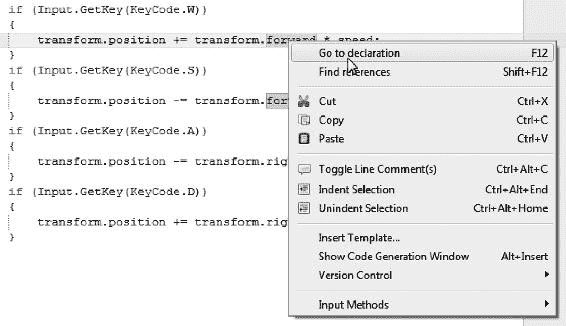 if (Input.GetKey(KeyCode.W))
{
transform.position += transform.forward * speed;
}
if (Input.GetKey(KeyCode.S))
{
transform.position -= transform.for
}
if (Input.GetKey(KeyCode.A))
{
transform.position -= transform.rig
}
if (Input.GetKey(KeyCode.D))
{
transform.position += transform.rig
}
Go to declaration F12
Find references Shift+F12
Cut Ctrl+X
Copy Ctrl+C
Paste Ctrl+V
Toggle Line Comment(s) Ctrl+Alt+C
Indent Selection Ctrl+Alt+End
Unindent Selection Ctrl+Alt+Home
Insert Template...
Show Code Generation Window Alt+Insert
Version Control
Input Methods